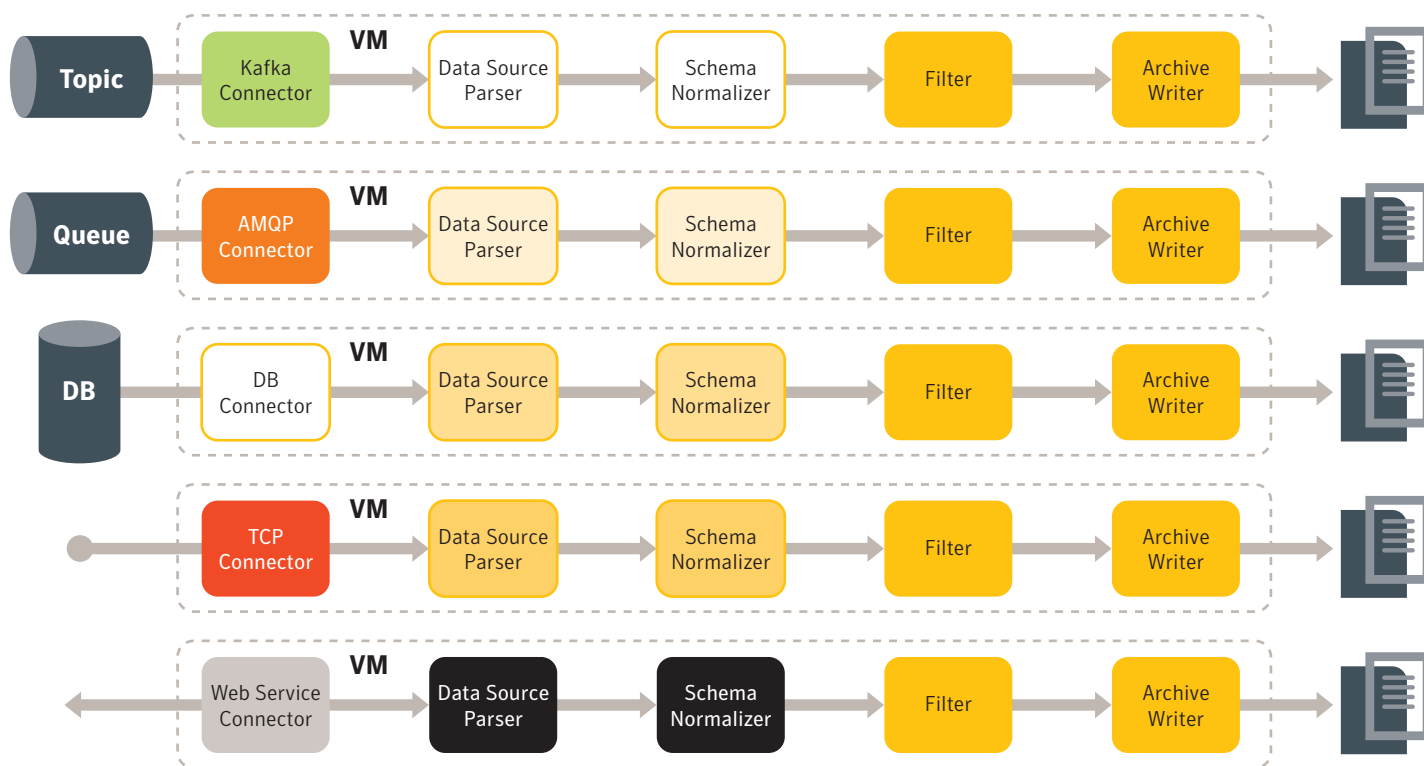 VM
Topic
Kafka
Connector
Data Source
Parser
Schema
Normalizer
Filter
Archive
Writer
VM
Queue
AMQP
Connector
Data Source
Parser
Schema
Normalizer
Filter
Archive
Writer
VM
DB
DB
Connector
Data Source
Parser
Schema
Normalizer
Filter
Archive
Writer
VM
TCP
Connector
Data Source
Parser
Schema
Normalizer
Filter
Archive
Writer
VM
Web Service
Connector
Data Source
Parser
Schema
Normalizer
Filter
Archive
Writer